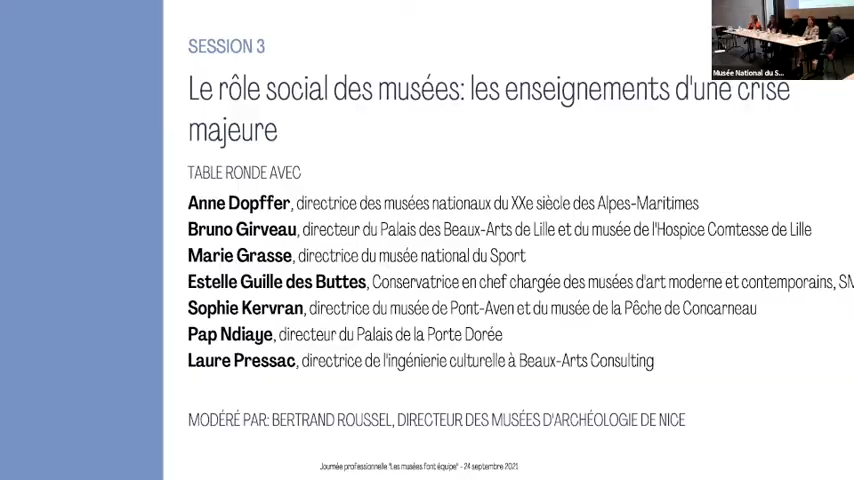 SESSION 3
Musée National du S...
Le rôle social des musées: les enseignements d'une crise
majeure
TABLE RONDE AVEC
Anne Dopffer, directrice des musées nationaux du XXe siècle des Alpes-Maritimes
Bruno Girveau, directeur du Palais des Beaux-Arts de Lille et du musée de l'Hospice Comtesse de Lille
Marie Grasse, directrice du musée national du Sport
Estelle Guille des Buttes, Conservatrice en chef chargée des musées d'art moderne et contemporains, SM
Sophie Kervran, directrice du musée de Pont-Aven et du musée de la Pêche de Concarneau
Pap Ndiaye, directeur du Palais de la Porte Dorée
Laure Pressac, directrice de l'ingénierie culturelle à Beaux-Arts Consulting
MODÉRÉ PAR: BERTRAND ROUSSEL, DIRECTEUR DES MUSÉES D'ARCHÉOLOGIE DE NICE
Journée professionnelle "Les musées font équipe" - 24 septembre 2021